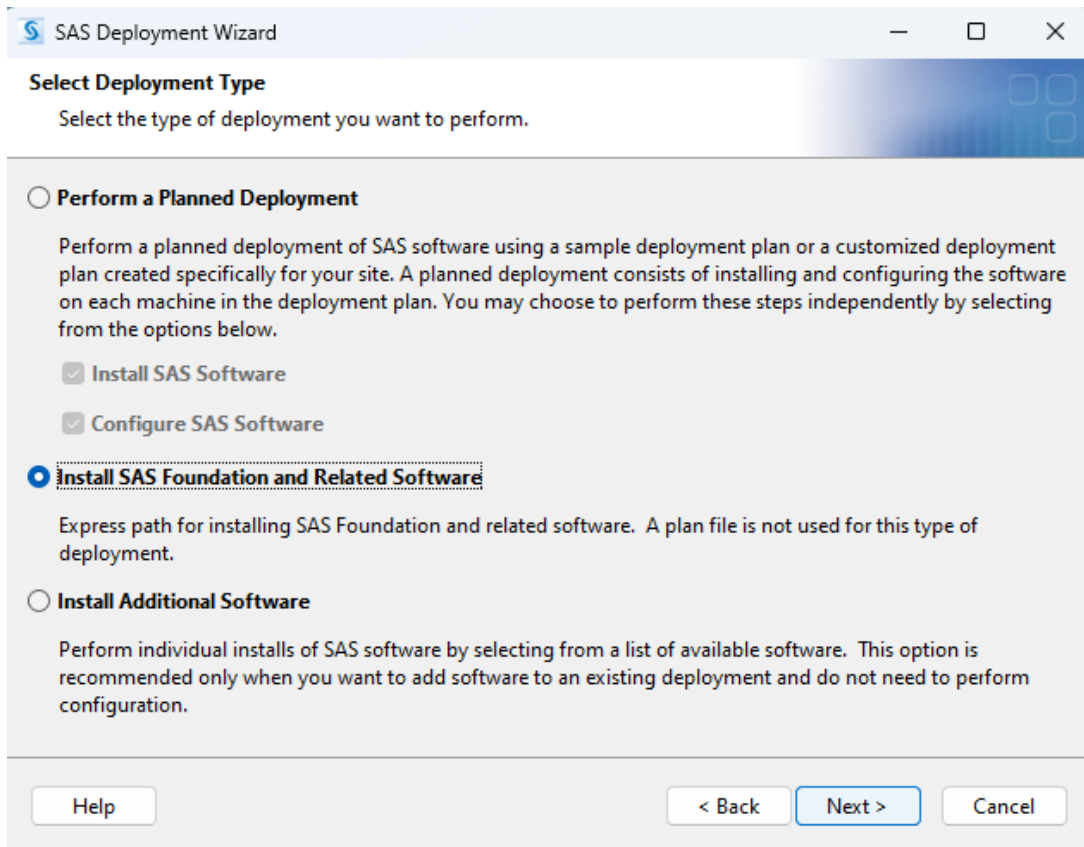 SAS Deployment Wizard
Select Deployment Type
Select the type of deployment you want to perform.
Perform a Planned Deployment
Perform a planned deployment of SAS software using a sample deployment plan or a customized deployment
plan created specifically for your site. A planned deployment consists of installing and configuring the software
on each machine in the deployment plan. You may choose to perform these steps independently by selecting
from the options below.
Install SAS Software
Configure SAS Software
Install SAS Foundation and Related Software
Express path for installing SAS Foundation and related software. A plan file is not used for this type of
deployment.
Install Additional Software
Perform individual installs of SAS software by selecting from a list of available software. This option is
recommended only when you want to add software to an existing deployment and do not need to perform
configuration.
Help
< Back
Next >
Cancel